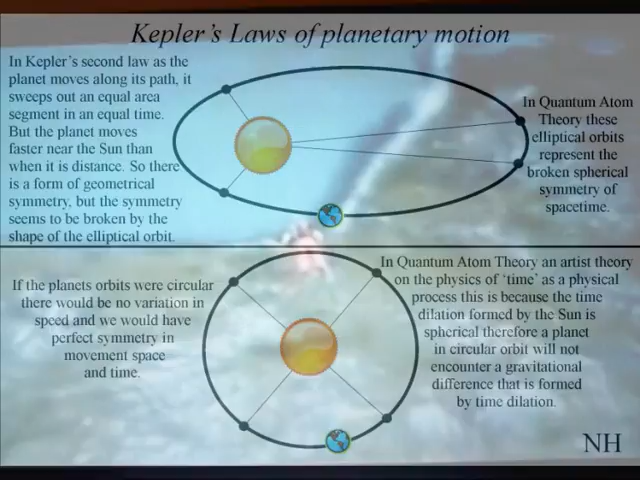 Kepler's Laws of planetary motion
In Kepler's second law as the
planet moves along its path, it
sweeps out an equal area
segment in an equal time.
But the planet moves
faster near the Sun than
when it is distance. So there
is a form of geometrical
symmetry, but the symmetry
seems to be broken by the
shape of the elliptical orbit.
In Quantum Atom
Theory these
elliptical orbits
represent the
broken spherical
symmetry of
spacetime.
If the planets orbits were circular
there would be no variation in
speed and we would have
perfect symmetry in
movement space
and time.
In Quantum Atom Theory an artist theory
on the physics of 'time' as a physical
process this is because the time
dilation formed by the Sun is
spherical therefore a planet
in circular orbit will not
encounter a gravitational
difference that is formed
by time dilation.
NH